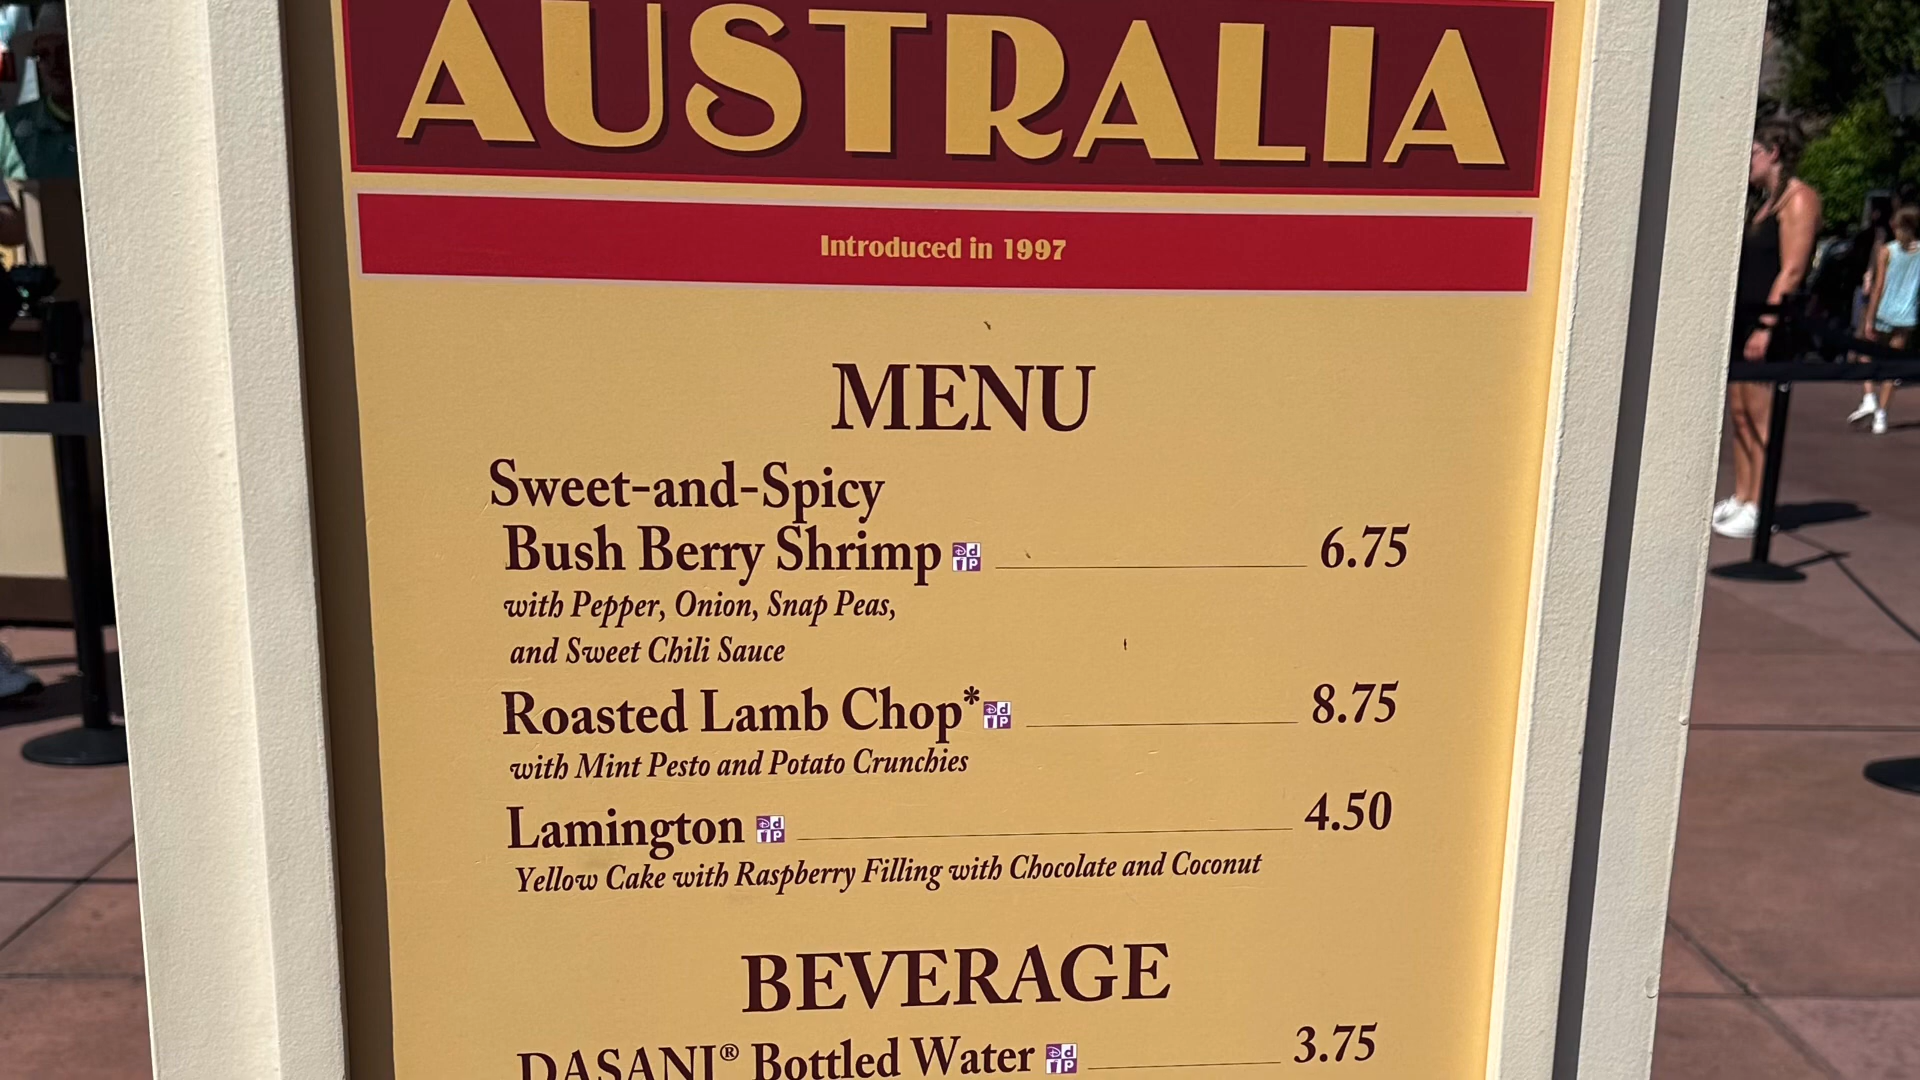 AUSTRALIA
Introduced in 1997
MENU
Sweet-and-Spicy
Bush Berry Shrimp 6.75
with Pepper, Onion, Snap Peas,
and Sweet Chili Sauce
Roasted Lamb Chop* 8.75
with Mint Pesto and Potato Crunchies
Lamington 4.50
Yellow Cake with Raspberry Filling with Chocolate and Coconut
BEVERAGE
DASANI® Bottled Water 3.75